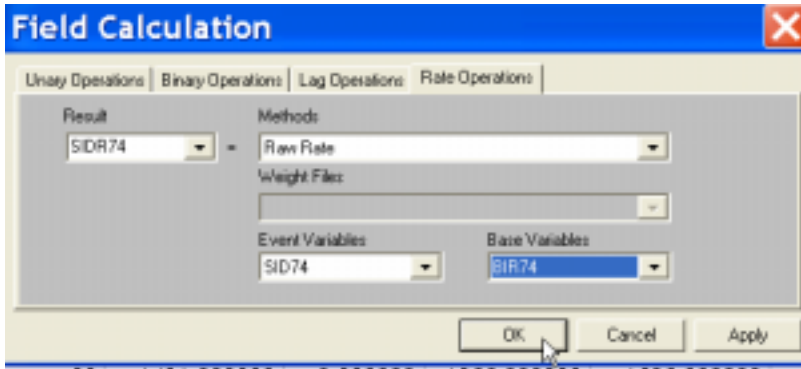 Field Calculation
Unary Operations Binary Operations Lag Operations Rate Operations
Result Methods
SIDR74 = Raw Rate
Weight Files
Event Variables Base Variables
SID74 BIR74
OK Cancel Apply